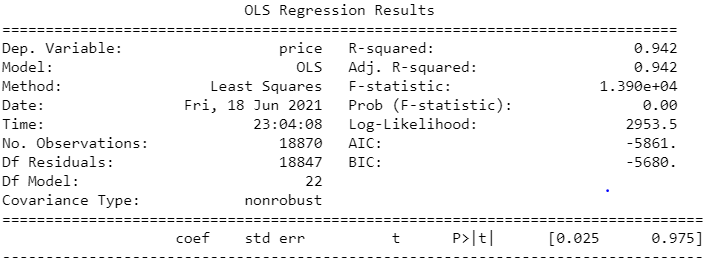 OLS Regression Results
==============================================================================
Dep. Variable: price R-squared: 0.942
Model: OLS Adj. R-squared: 0.942
Method: Least Squares F-statistic: 1.390e+04
Date: Fri, 18 Jun 2021 Prob (F-statistic): 0.00
Time: 23:04:08 Log-Likelihood: 2953.5
No. Observations: 18870 AIC: -5861.
Df Residuals: 18847 BIC: -5680.
Df Model: 22
Covariance Type: nonrobust
=================================================================================
coef std err t P>|t| [0.025 0.975]
---------------------------------------------------------------------------------